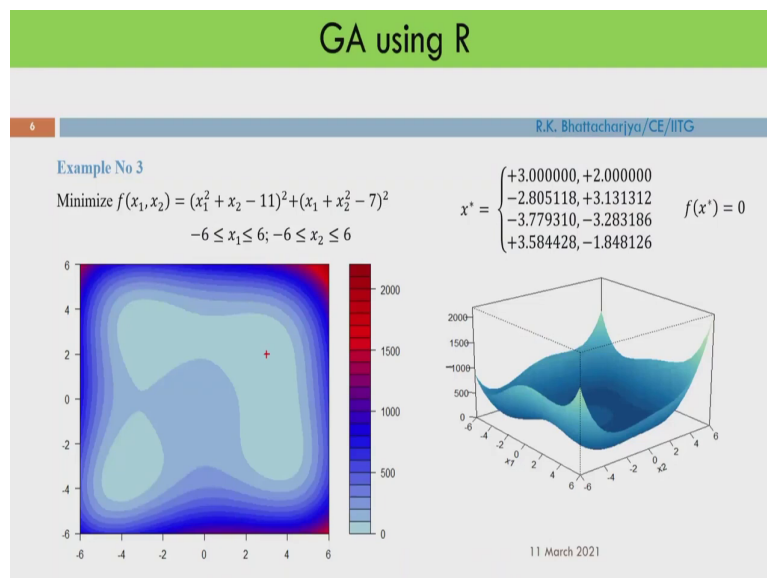 GA using R
6
R.K. Bhattacharjya/CE/IITG
Example No 3
Minimize f(x₁, x₂) = (x₁² + x₂ − 11)²+(x₁ + x₂² − 7)²
−6 ≤ x₁≤ 6; −6 ≤ x₂ ≤ 6
x* = { +3.000000, +2.000000
−2.805118, +3.131312
−3.779310, −3.283186
+3.584428, −1.848126
f(x*) = 0
6
4
2
0
-2
-4
-6
-6 -4 -2 0 2 4 6
2000
1500
1000
500
0
2000
1500
1000
500
0
-6 -4 -2 0 2 4 6
x1
-6 -4 -2 0 2 4 6
x2
11 March 2021